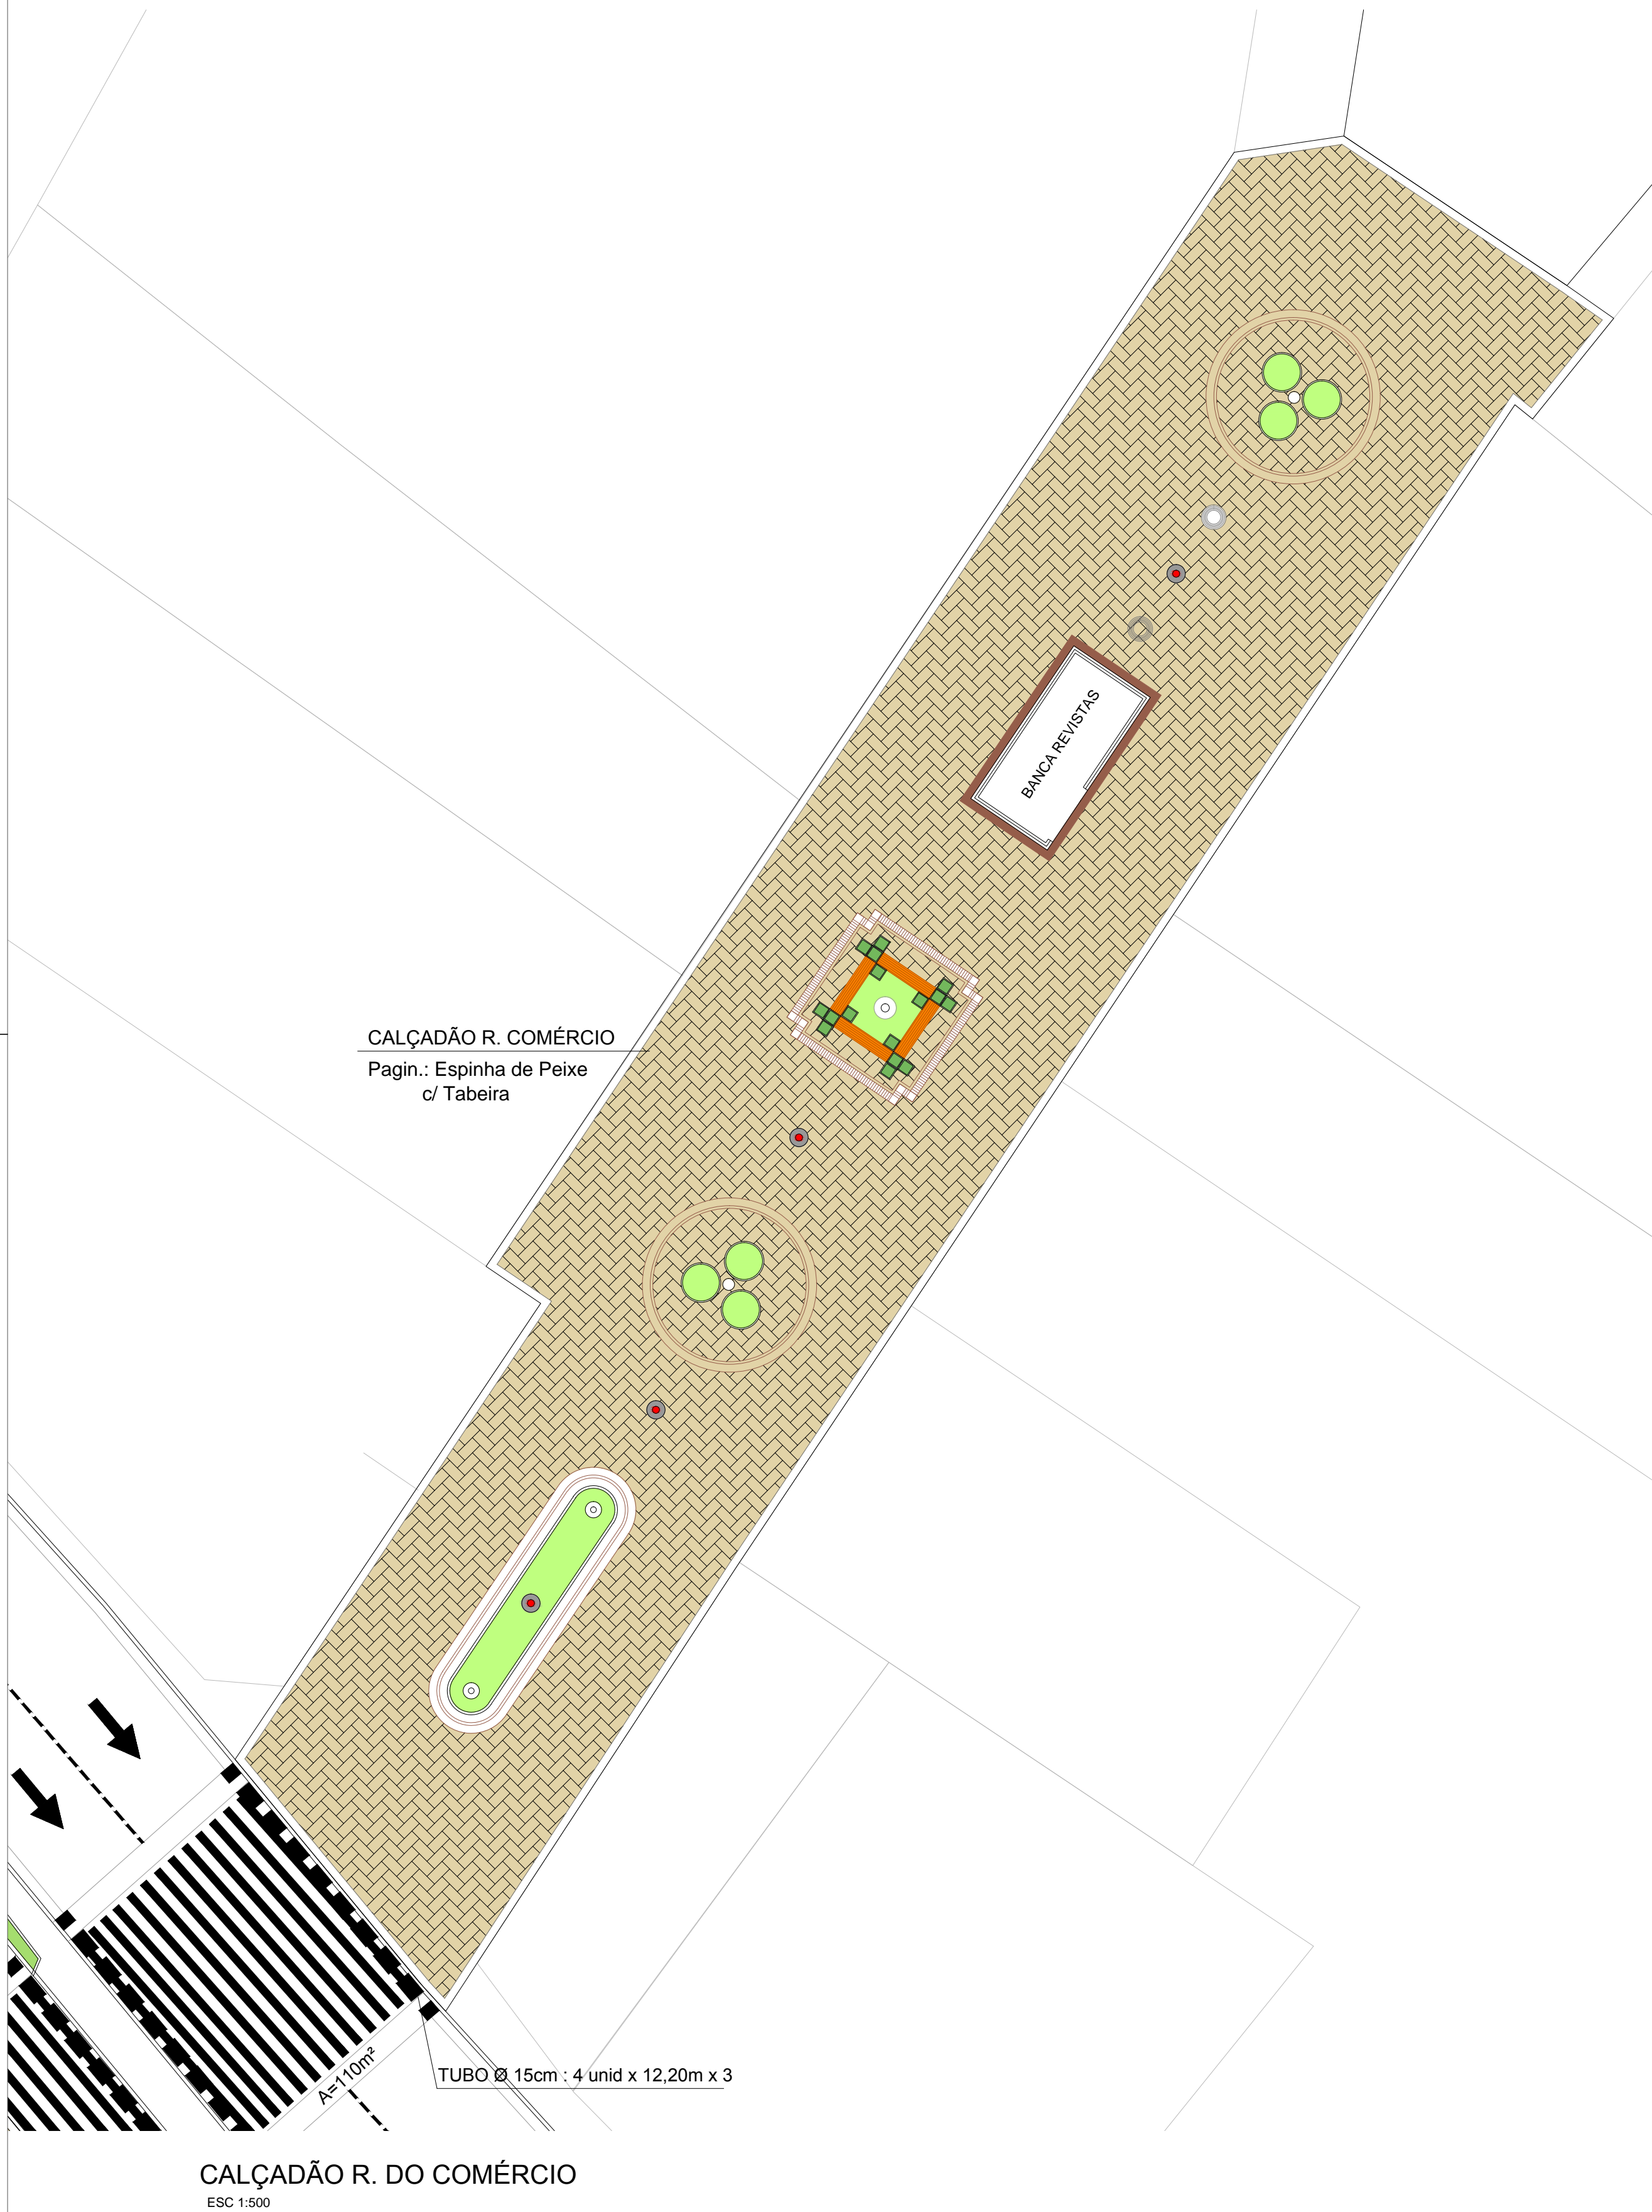 BANCA REVISTAS
CALÇADÃO R. COMÉRCIO
Pagin.: Espinha de Peixe
c/ Tabeira
A=110m²
TUBO Ø 15cm : 4 unid x 12,20m x 3
CALÇADÃO R. DO COMÉRCIO
ESC 1:500